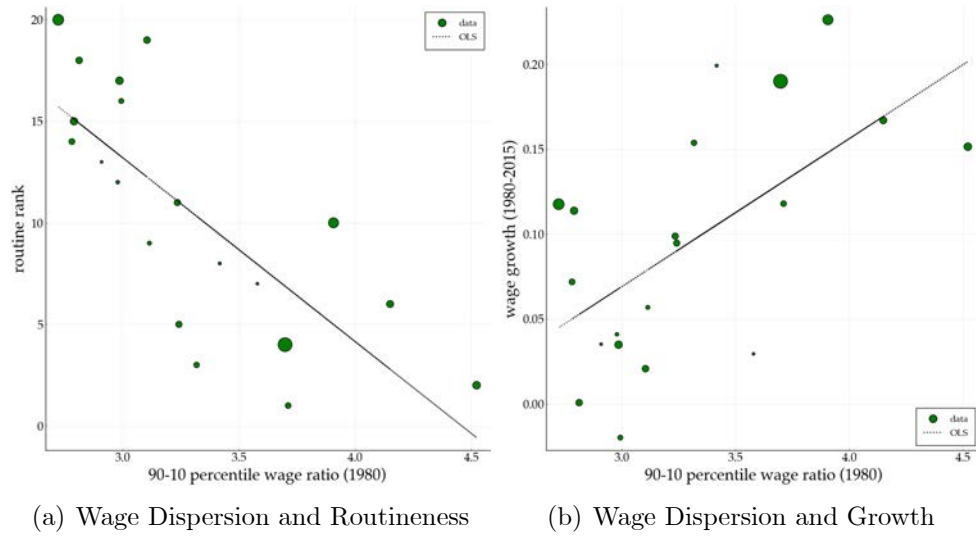 20
15
10
5
0
routine rank
data
OLS
3.0 3.5 4.0 4.5
90-10 percentile wage ratio (1980)
(a) Wage Dispersion and Routineness
0.20
0.15
0.10
0.05
0.00
wage growth (1980-2015)
data
OLS
3.0 3.5 4.0 4.5
90-10 percentile wage ratio (1980)
(b) Wage Dispersion and Growth